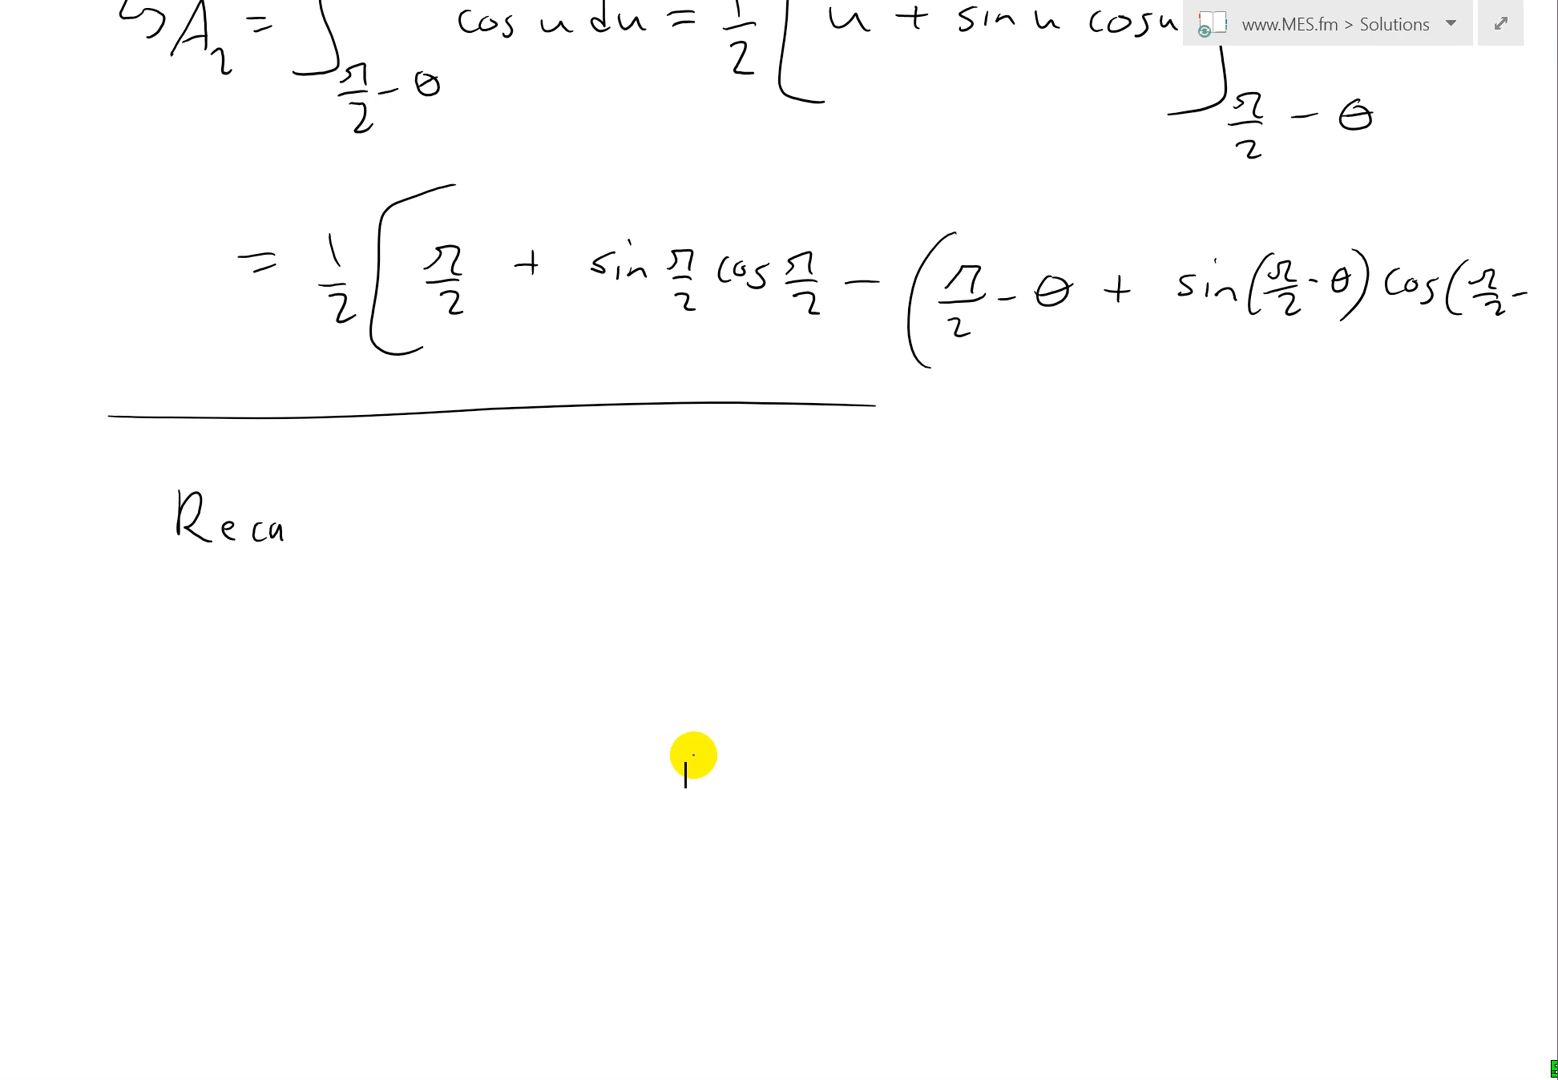 www.MES.fm > Solutions
↳ A₂ = ∫_{π/2 - θ} cos u du = 1/2 [ u + sin u cos u ]_{π/2 - θ}
= 1/2 [ π/2 + sin π/2 cos π/2 - ( π/2 - θ + sin(π/2 - θ) cos(π/2 -
Reca